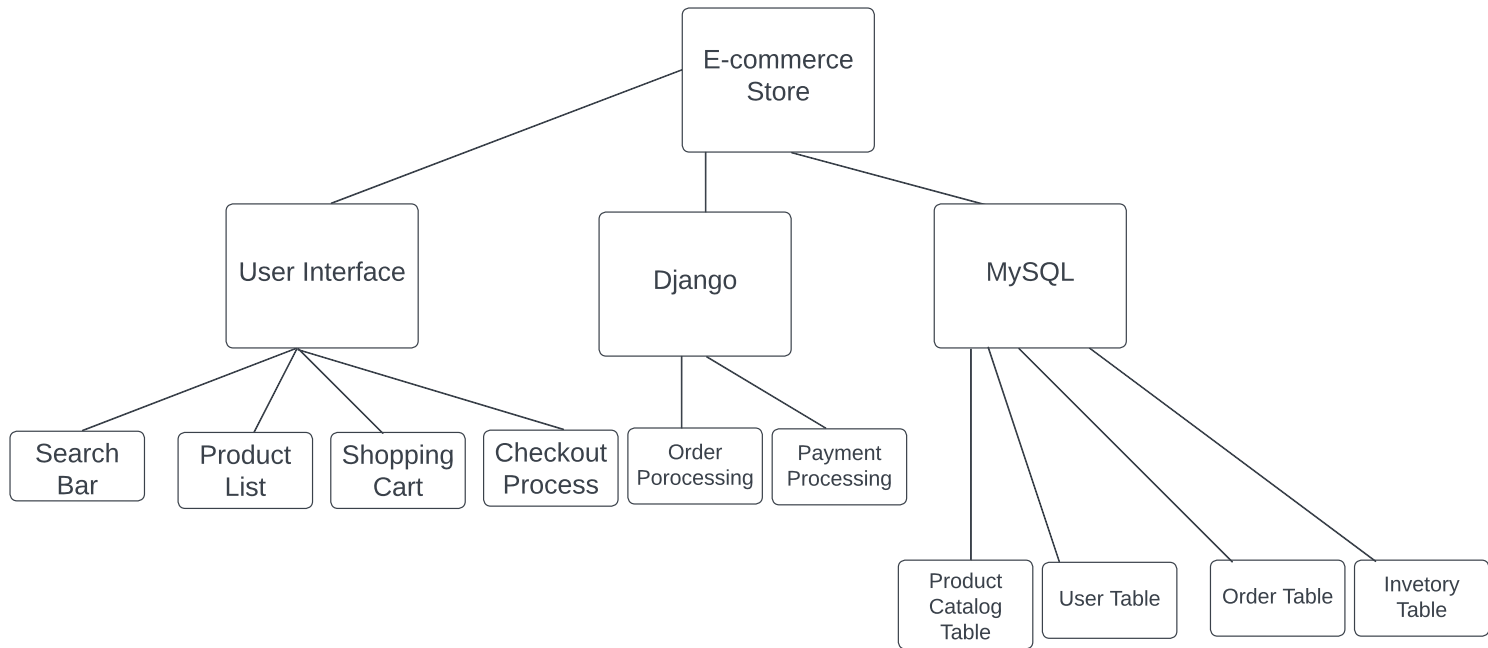 E-commerce
Store
User Interface
Django
MySQL
Search
Bar
Product
List
Shopping
Cart
Checkout
Process
Order
Porocessing
Payment
Processing
Product
Catalog
Table
User Table
Order Table
Invetory
Table